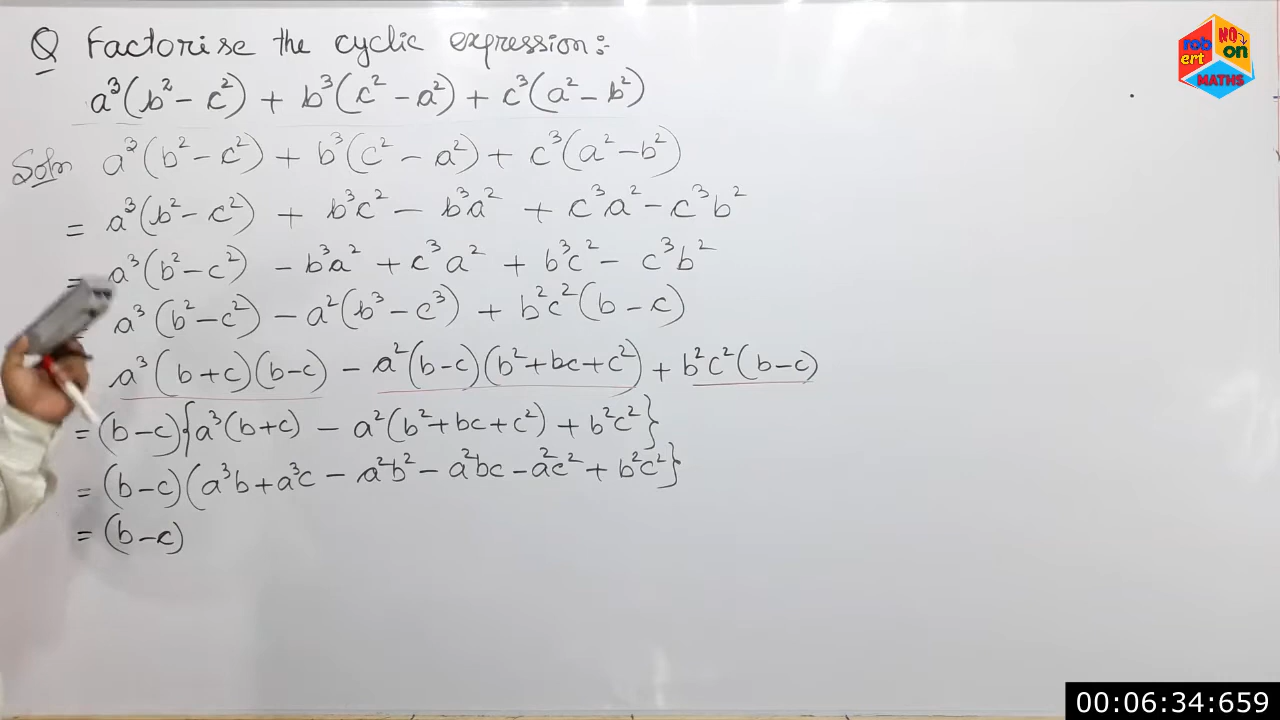 Q Factorise the cyclic expression:-
a³(b² - c²) + b³(c² - a²) + c³(a² - b²)
Soln a³(b² - c²) + b³(c² - a²) + c³(a² - b²)
= a³(b² - c²) + b³c² - b³a² + c³a² - c³b²
= a³(b² - c²) - b³a² + c³a² + b³c² - c³b²
= a³(b² - c²) - a²(b³ - c³) + b²c²(b - c)
a³(b+c)(b-c) - a²(b-c)(b²+bc+c²) + b²c²(b-c)
= (b-c){a³(b+c) - a²(b²+bc+c²) + b²c²}
= (b-c)(a³b + a³c - a²b² - a²bc - a²c² + b²c²}
= (b-c)
robert NO on MATHS
00:06:34:659